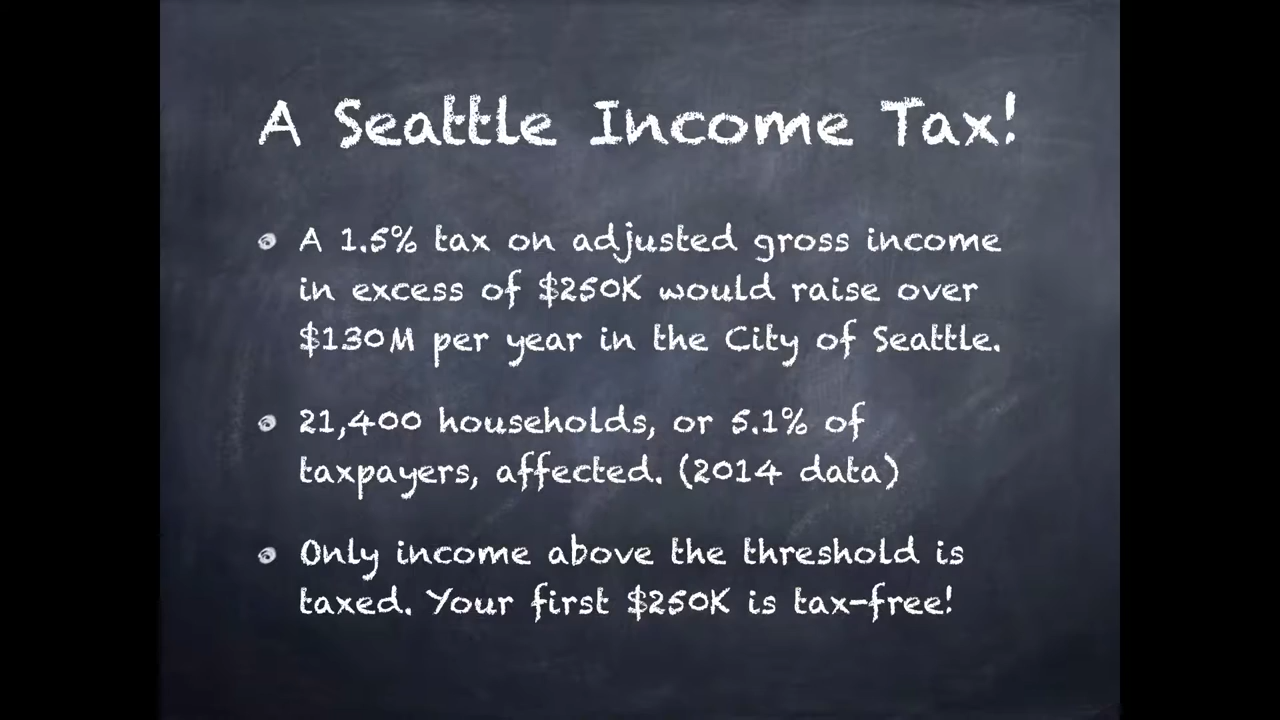 A Seattle Income Tax!
A 1.5% tax on adjusted gross income
in excess of $250K would raise over
$130M per year in the City of Seattle.
21,400 households, or 5.1% of
taxpayers, affected. (2014 data)
Only income above the threshold is
taxed. Your first $250K is tax-free!